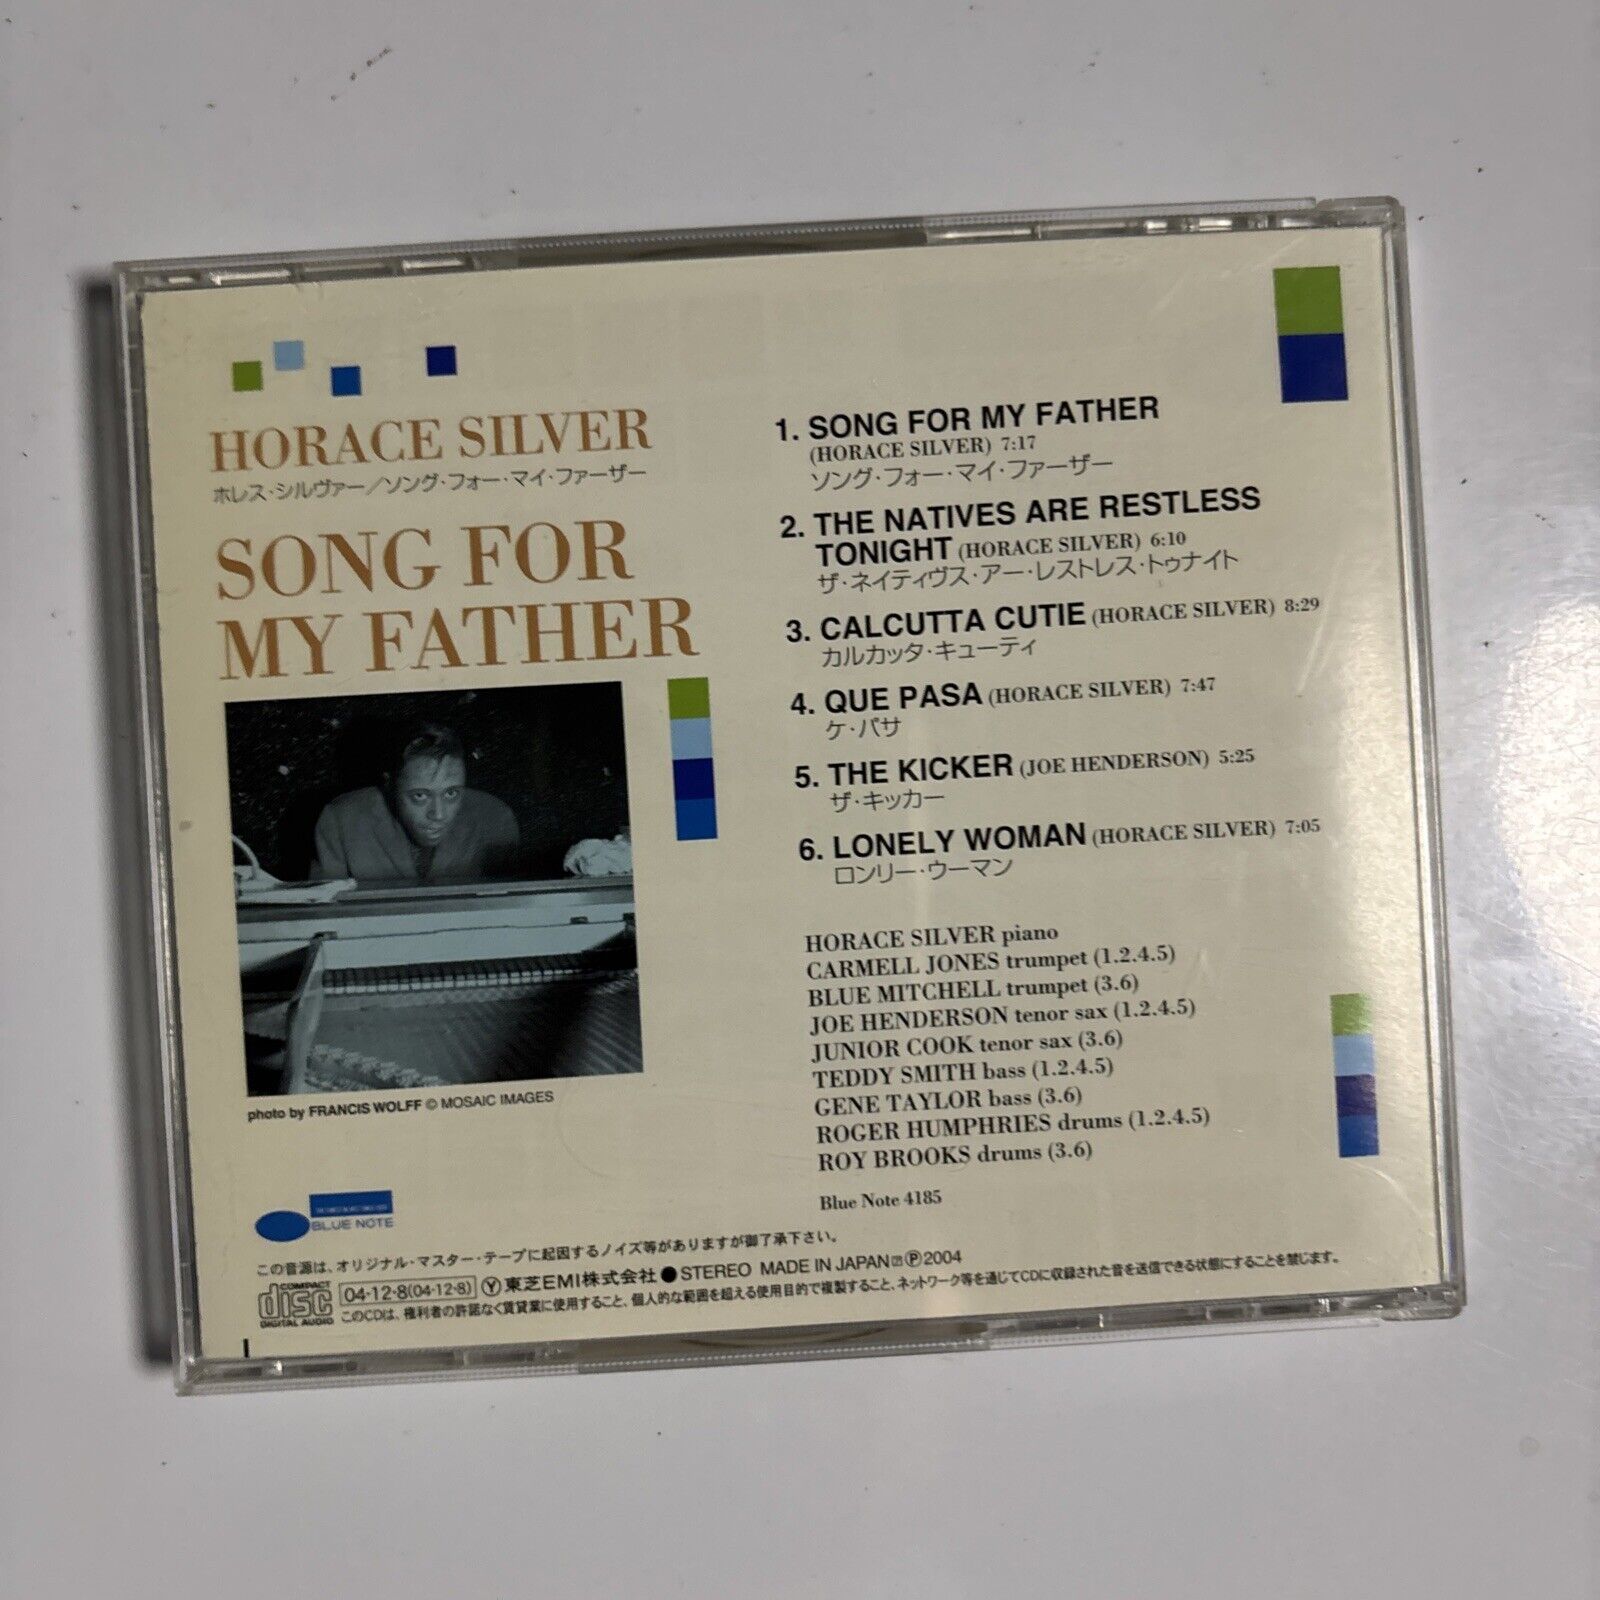 HORACE SILVER
ホレス・シルヴァー／ソング・フォー・マイ・ファーザー
SONG FOR
MY FATHER
photo by FRANCIS WOLFF © MOSAIC IMAGES
1. SONG FOR MY FATHER
(HORACE SILVER) 7:17
ソング・フォー・マイ・ファーザー
2. THE NATIVES ARE RESTLESS
TONIGHT (HORACE SILVER) 6:10
ザ・ネイティヴス・アー・レストレス・トゥナイト
3. CALCUTTA CUTIE (HORACE SILVER) 8:29
カルカッタ・キューティ
4. QUE PASA (HORACE SILVER) 7:47
ケ・パサ
5. THE KICKER (JOE HENDERSON) 5:25
ザ・キッカー
6. LONELY WOMAN (HORACE SILVER) 7:05
ロンリー・ウーマン
HORACE SILVER piano
CARMELL JONES trumpet (1.2.4.5)
BLUE MITCHELL trumpet (3.6)
JOE HENDERSON tenor sax (1.2.4.5)
JUNIOR COOK tenor sax (3.6)
TEDDY SMITH bass (1.2.4.5)
GENE TAYLOR bass (3.6)
ROGER HUMPHRIES drums (1.2.4.5)
ROY BROOKS drums (3.6)
Blue Note 4185
BLUE NOTE
この音源は、オリジナル・マスター・テープに起因するノイズ等がありますが御了承下さい。
COMPACT disc DIGITAL AUDIO
04·12·8(04·12·8) Ⓨ東芝EMI株式会社 ●STEREO MADE IN JAPAN Ⓟ2004
このCDは、権利者の許諾なく賃貸業に使用すること、個人的な範囲を超える使用目的で複製すること、ネットワーク等を通じてCDに収録された音を送信できる状態にすることを禁じます。